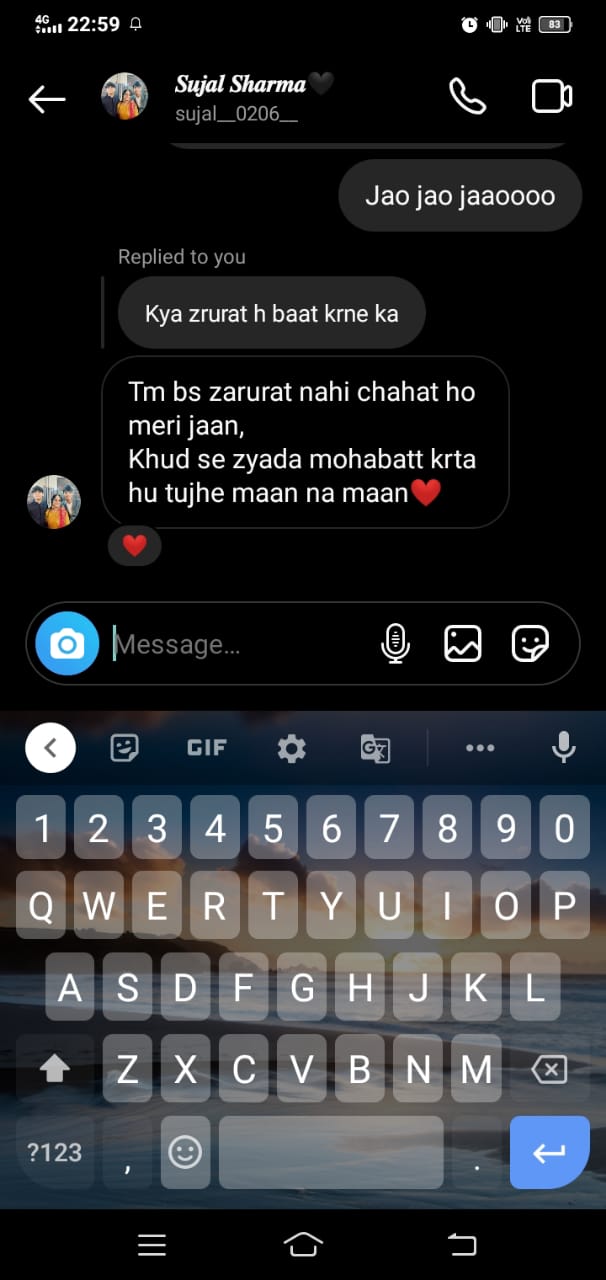 4G 22:59 Vo) LTE 83
Sujal Sharma🖤
sujal__0206__
Jao jao jaaoooo
Replied to you
Kya zrurat h baat krne ka
Tm bs zarurat nahi chahat ho
meri jaan,
Khud se zyada mohabatt krta
hu tujhe maan na maan❤️
❤️
Message...
GIF
1 2 3 4 5 6 7 8 9 0
Q W E R T Y U I O P
A S D F G H J K L
Z X C V B N M
?123 , .